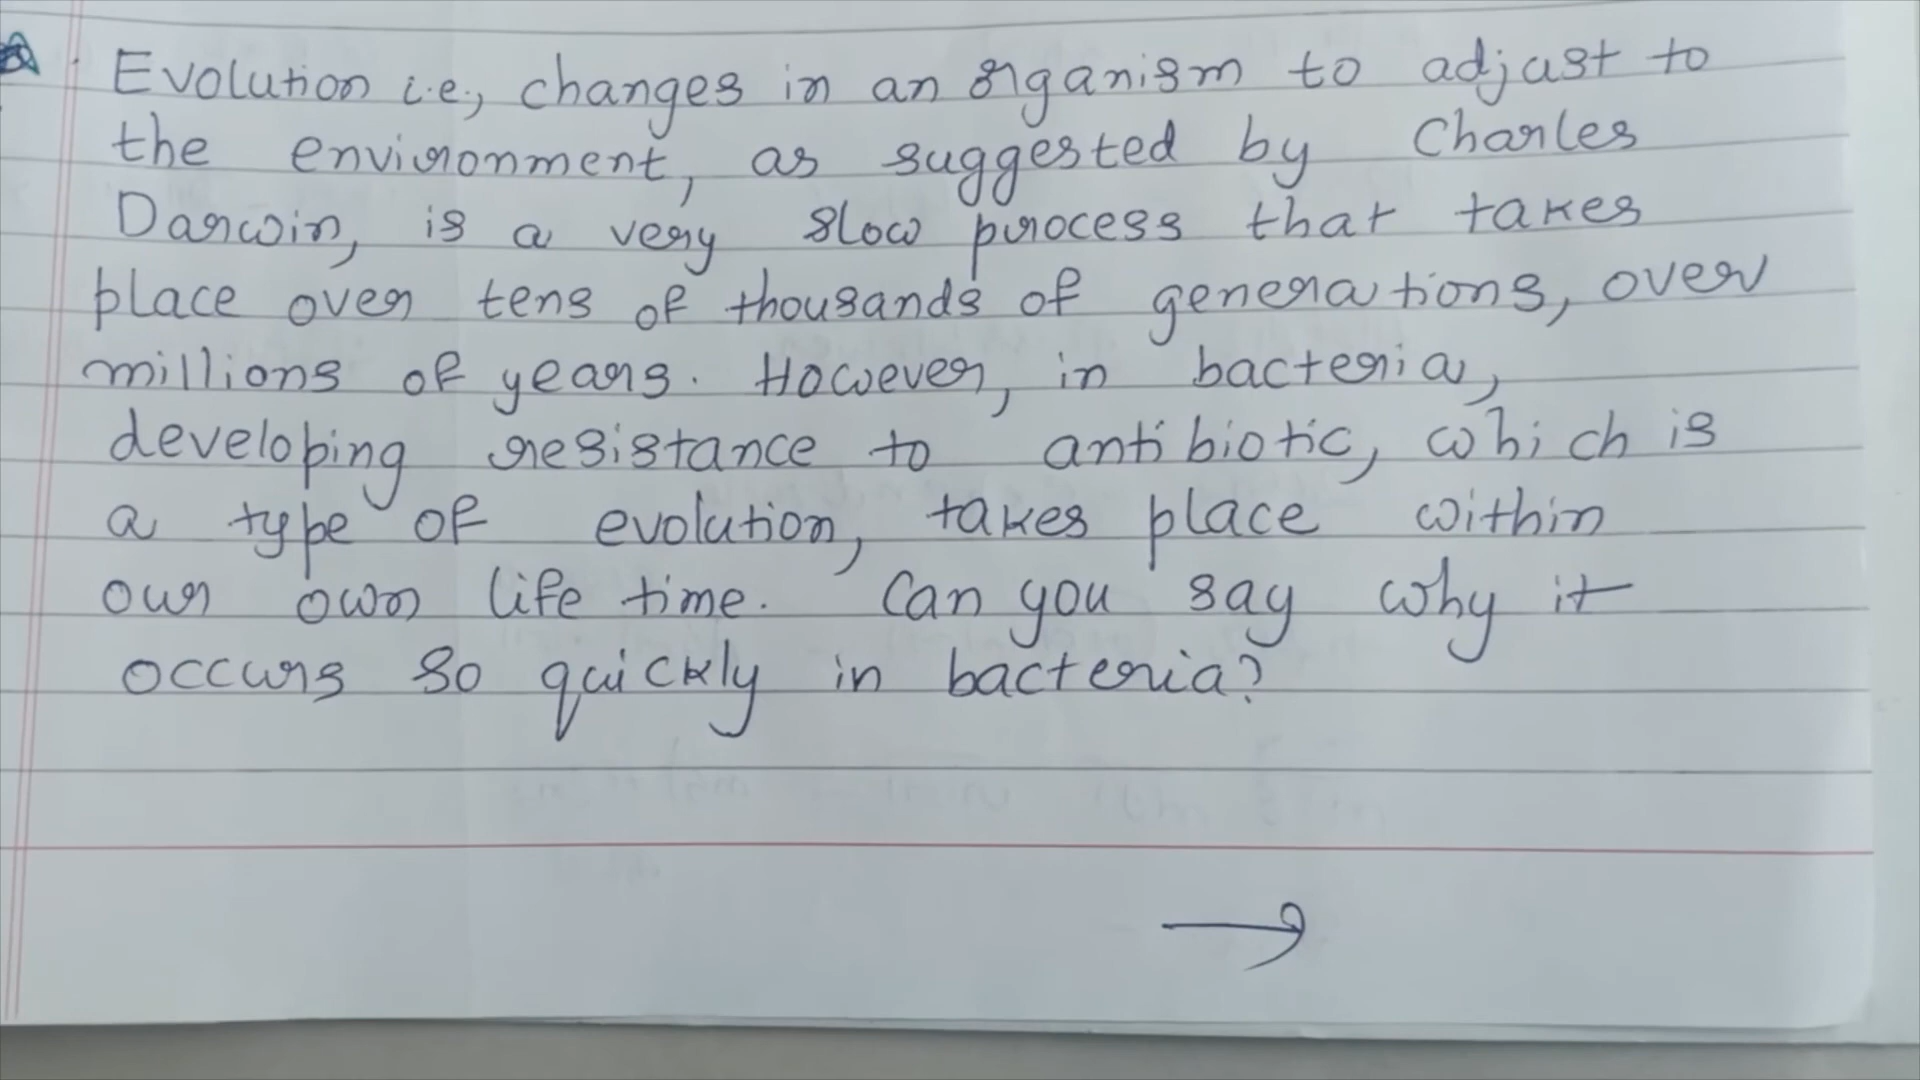 Q. Evolution i.e., changes in an organism to adjust to
the environment, as suggested by Charles
Darwin, is a very slow process that takes
place over tens of thousands of generations, over
millions of years. However, in bacteria,
developing resistance to antibiotic, which is
a type of evolution, takes place within
our own life time. Can you say why it
occurs so quickly in bacteria?